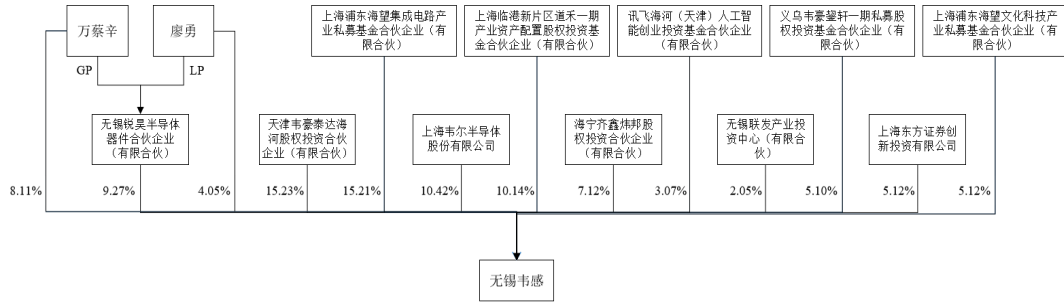 万蔡辛
廖勇
上海浦东海望集成电路产
业私募基金合伙企业（有
限合伙）
上海临港新片区道禾一期
产业资产配置股权投资基
金合伙企业（有限合伙）
讯飞海河（天津）人工智
能创业投资基金合伙企业
（有限合伙）
义乌韦豪鋆轩一期私募股
权投资基金合伙企业
（有限合伙）
上海浦东海望文化科技产
业私募基金合伙企业（有
限合伙）
GP
LP
无锡锐昊半导体
器件合伙企业
（有限合伙）
天津韦豪泰达海
河股权投资合伙
企业（有限合伙）
上海韦尔半导体
股份有限公司
海宁齐鑫炜邦股
权投资合伙企业
（有限合伙）
无锡联发产业投
资中心（有限合
伙）
上海东方证券创
新投资有限公司
8.11%
9.27%
4.05%
15.23%
15.21%
10.42%
10.14%
7.12%
3.07%
2.05%
5.10%
5.12%
5.12%
无锡韦感